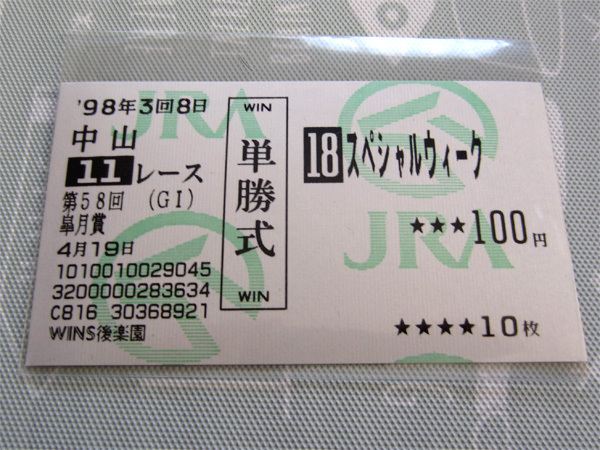 '98年3回8日
中山
11 レース
第58回 (GI)
皐月賞
4月19日
1010010029045
3200000283634
C816 30368921
WINS後楽園
WIN
単勝式
WIN
18 スペシャルウィーク
★★★100円
★★★★10枚
JRA
JRA